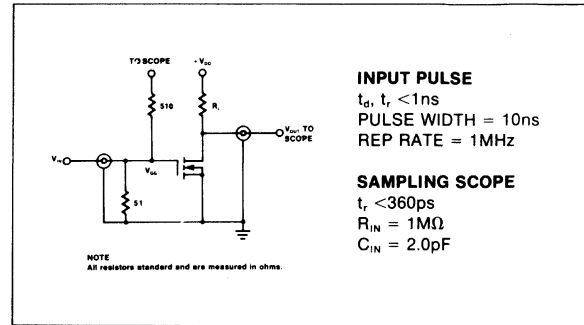 TO SCOPE
+ V_DD
510
R_L
V_OUT TO
SCOPE
V_IN
V_GG
51
NOTE
All resistors standard and are measured in ohms.
INPUT PULSE
t_d, t_r <1ns
PULSE WIDTH = 10ns
REP RATE = 1MHz
SAMPLING SCOPE
t_r <360ps
R_IN = 1MΩ
C_IN = 2.0pF